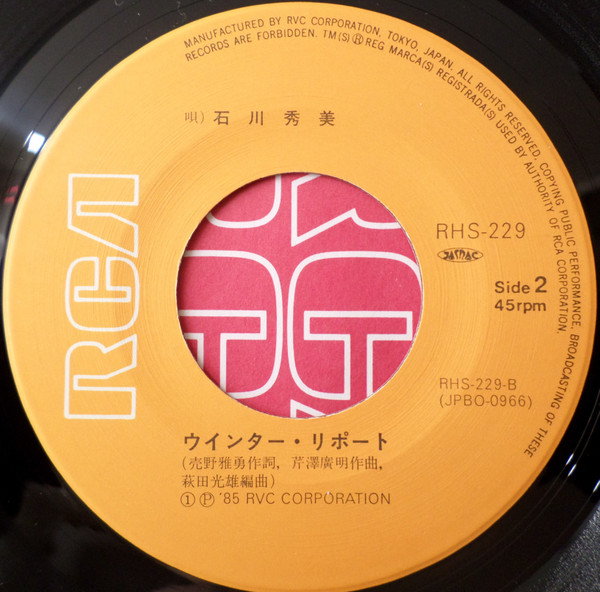 MANUFACTURED BY RVC CORPORATION, TOKYO, JAPAN. ALL RIGHTS RESERVED. COPYING PUBLIC PERFORMANCE, BROADCASTING OF THESE
RECORDS ARE FORBIDDEN. TM(S)Ⓡ REG MARCA(S) REGISTRADA(S) USED BY AUTHORITY OF RCA CORPORATION.
唄) 石川秀美
RCA
RHS-229
JASRAC
Side 2
45rpm
RHS-229-B
(JPBO-0966)
ウインター・リポート
(売野雅勇作詞, 芹澤廣明作曲,
萩田光雄編曲)
① Ⓟ '85 RVC CORPORATION